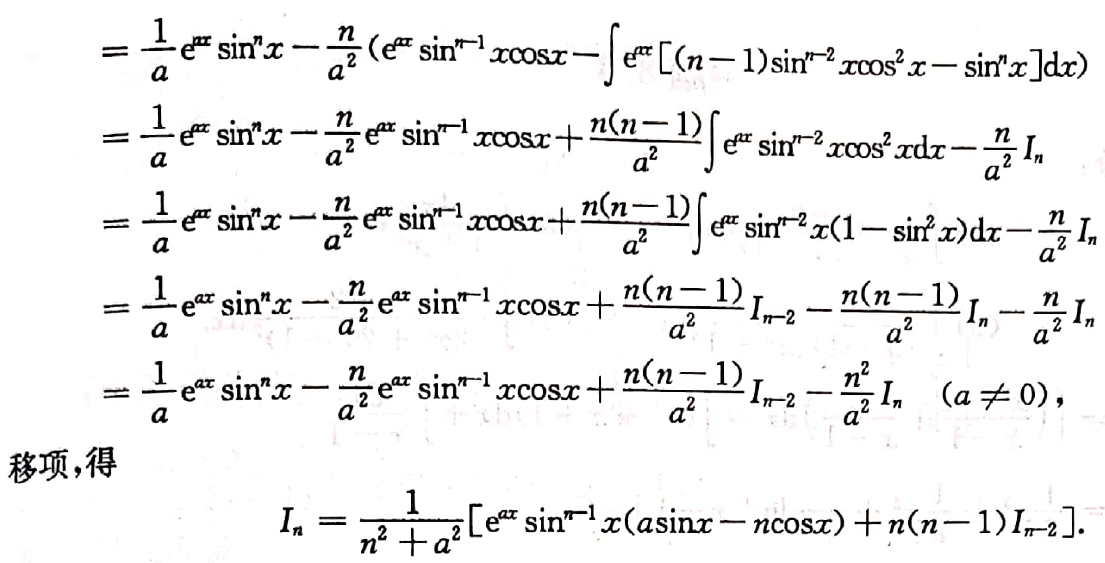 = \frac{1}{a}e^{ax}\sin^n x - \frac{n}{a^2}(e^{ax}\sin^{n-1}x\cos x - \int e^{ax}[(n-1)\sin^{n-2}x\cos^2 x - \sin^n x]dx)
= \frac{1}{a}e^{ax}\sin^n x - \frac{n}{a^2}e^{ax}\sin^{n-1}x\cos x + \frac{n(n-1)}{a^2}\int e^{ax}\sin^{n-2}x\cos^2 xdx - \frac{n}{a^2}I_n
= \frac{1}{a}e^{ax}\sin^n x - \frac{n}{a^2}e^{ax}\sin^{n-1}x\cos x + \frac{n(n-1)}{a^2}\int e^{ax}\sin^{n-2}x(1-\sin^2 x)dx - \frac{n}{a^2}I_n
= \frac{1}{a}e^{ax}\sin^n x - \frac{n}{a^2}e^{ax}\sin^{n-1}x\cos x + \frac{n(n-1)}{a^2}I_{n-2} - \frac{n(n-1)}{a^2}I_n - \frac{n}{a^2}I_n
= \frac{1}{a}e^{ax}\sin^n x - \frac{n}{a^2}e^{ax}\sin^{n-1}x\cos x + \frac{n(n-1)}{a^2}I_{n-2} - \frac{n^2}{a^2}I_n (a ≠ 0),
移项,得
I_n = \frac{1}{n^2+a^2}[e^{ax}\sin^{n-1}x(a\sin x - n\cos x) + n(n-1)I_{n-2}].